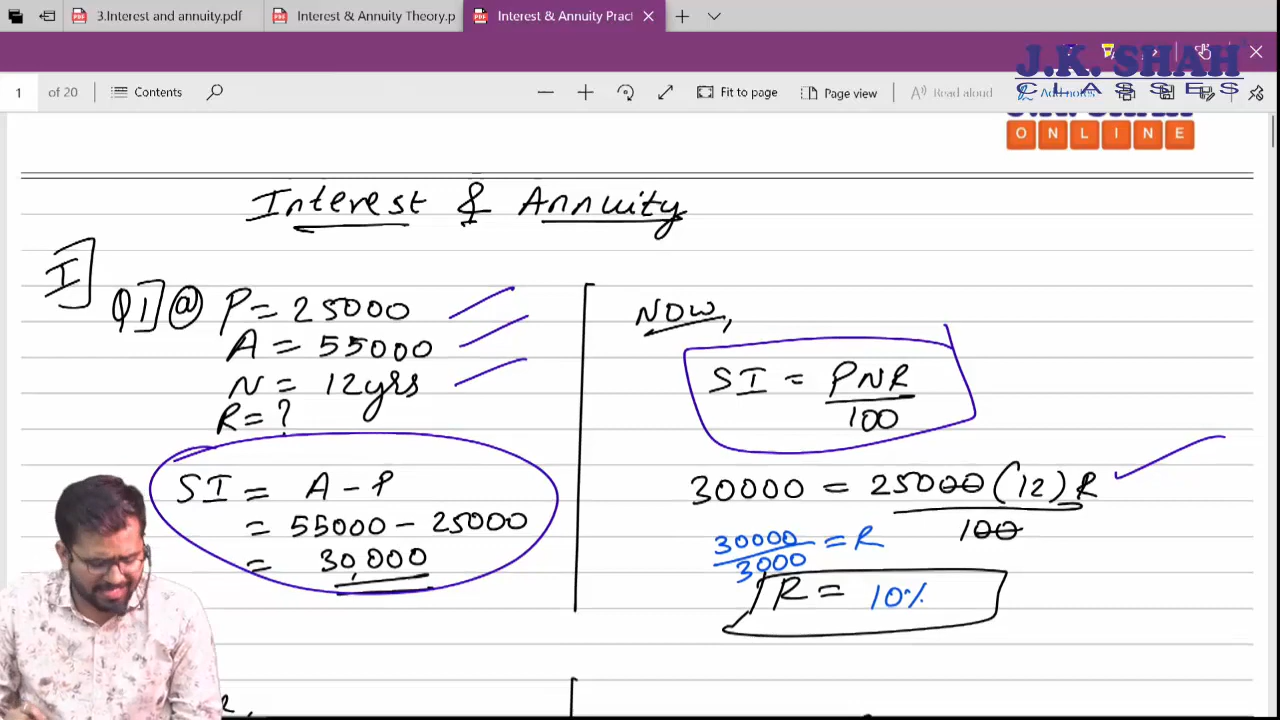 3.Interest and annuity.pdf
Interest & Annuity Theory.p
Interest & Annuity Pract
1 of 20
Contents
Fit to page
Page view
Read aloud
Add notes
J.K. SHAH
CLASSES
ONLINE
Interest & Annuity
I]
Q1] @ P = 25000
A = 55000
N = 12yrs
R = ?
SI = A - P
= 55000 - 25000
= 30,000
NOW,
SI = PNR
100
30000 = 25000 (12) R
100
30000 = R
3000
R = 10%